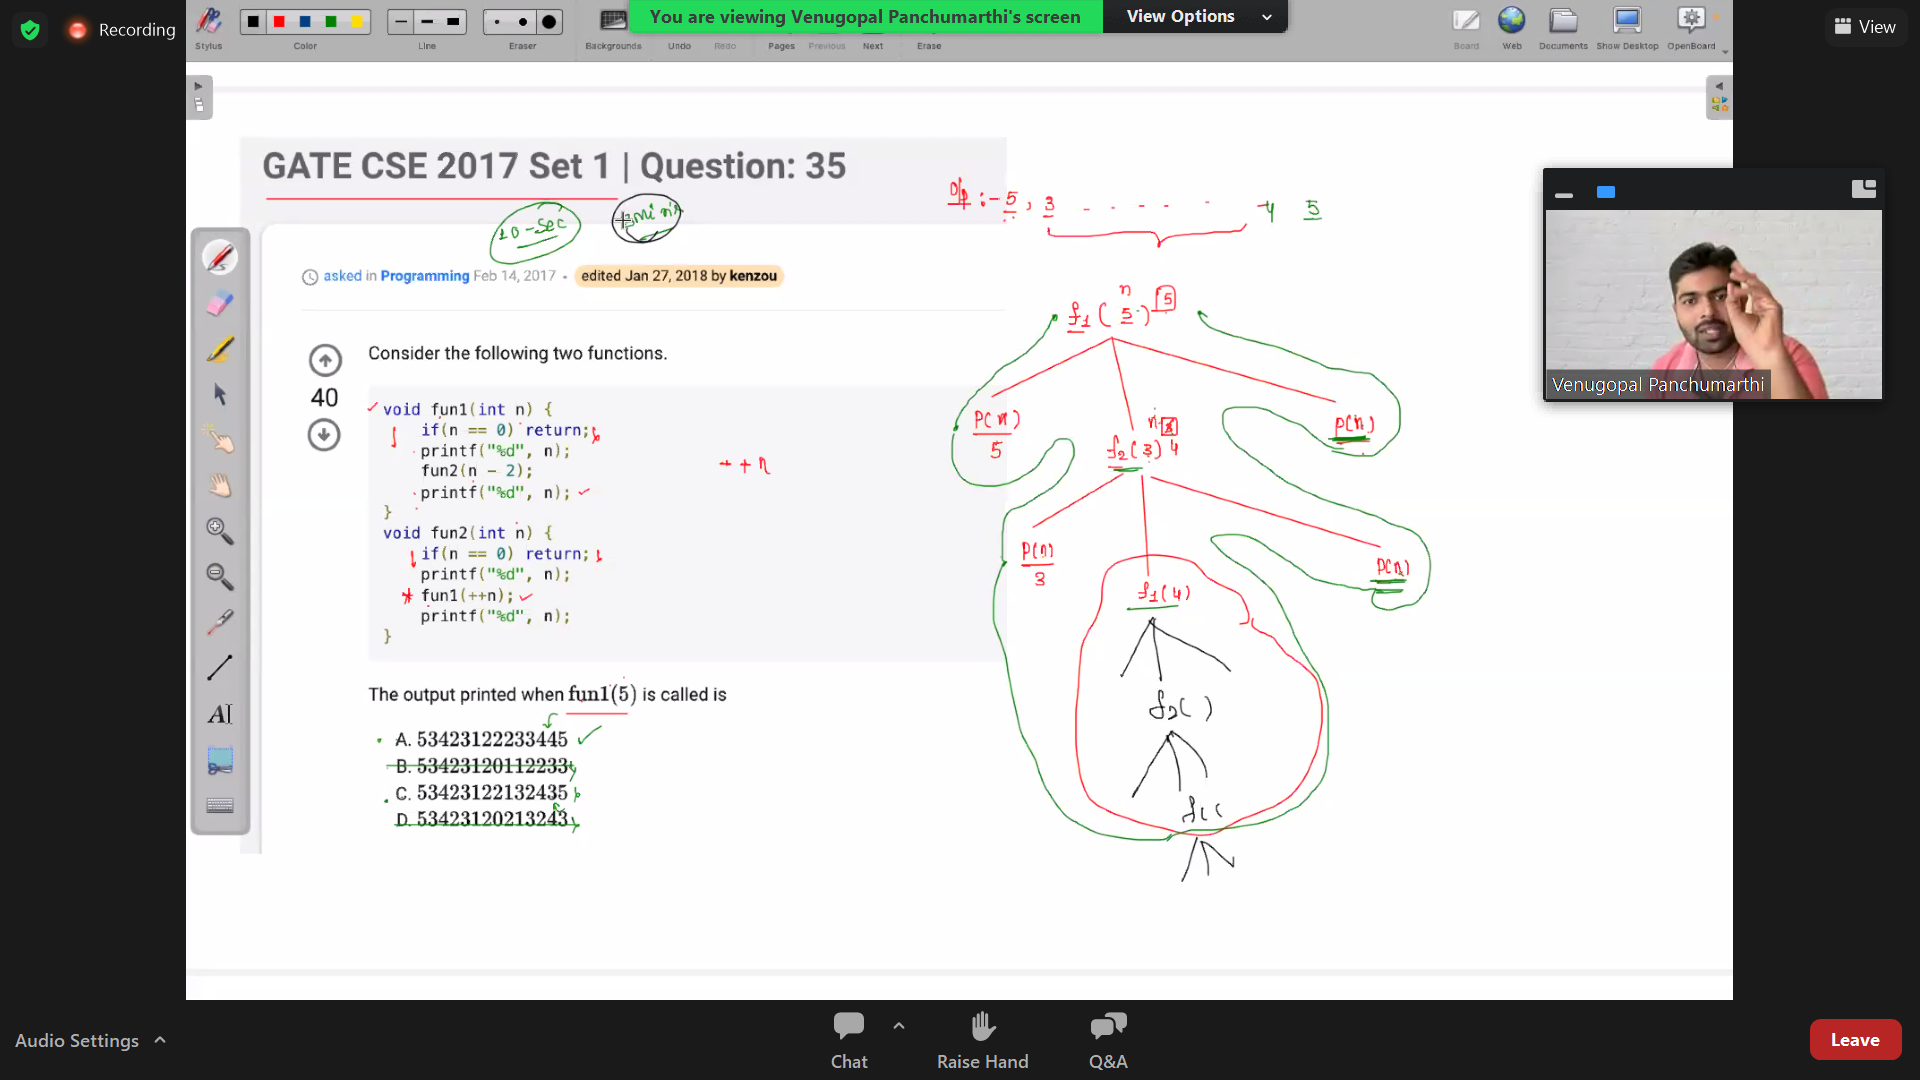 Recording
Stylus
Color
Line
Eraser
Backgrounds
Undo
Redo
Pages
Previous
Next
Erase
You are viewing Venugopal Panchumarthi's screen
View Options
Board
Web
Documents
Show Desktop
OpenBoard
View
GATE CSE 2017 Set 1 | Question: 35
10-sec
O/p :- 5, 3 - - - - - 4 5
asked in Programming Feb 14, 2017 • edited Jan 27, 2018 by kenzou
40
Consider the following two functions.
void fun1(int n) {
if(n == 0) return;
printf("%d", n);
fun2(n - 2);
printf("%d", n);
}
void fun2(int n) {
if(n == 0) return;
printf("%d", n);
fun1(++n);
printf("%d", n);
}
++n
The output printed when fun1(5) is called is
A. 53423122233445
B. 53423120112233
C. 53423122132435
D. 53423120213243
n
f1(5) 5
P(n)
5
f2(3) 4
P(n)
P(n)
3
f1(4)
P(n)
f2( )
f1(
Venugopal Panchumarthi
AI
Audio Settings
Chat
Raise Hand
Q&A
Leave